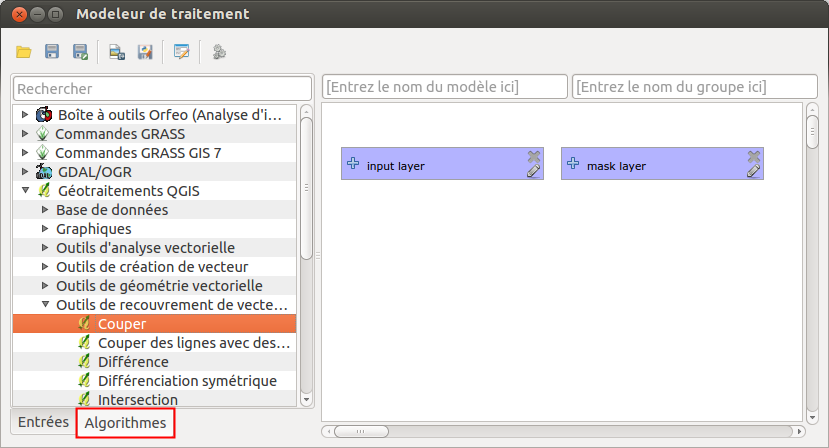 Modeleur de traitement
Rechercher
[Entrez le nom du modèle ici]
[Entrez le nom du groupe ici]
Boîte à outils Orfeo (Analyse d'i...
Commandes GRASS
Commandes GRASS GIS 7
GDAL/OGR
Géotraitements QGIS
Base de données
Graphiques
Outils d'analyse vectorielle
Outils de création de vecteur
Outils de géométrie vectorielle
Outils de recouvrement de vecte...
Couper
Couper des lignes avec des...
Différence
Différenciation symétrique
Intersection
input layer
mask layer
Entrées
Algorithmes